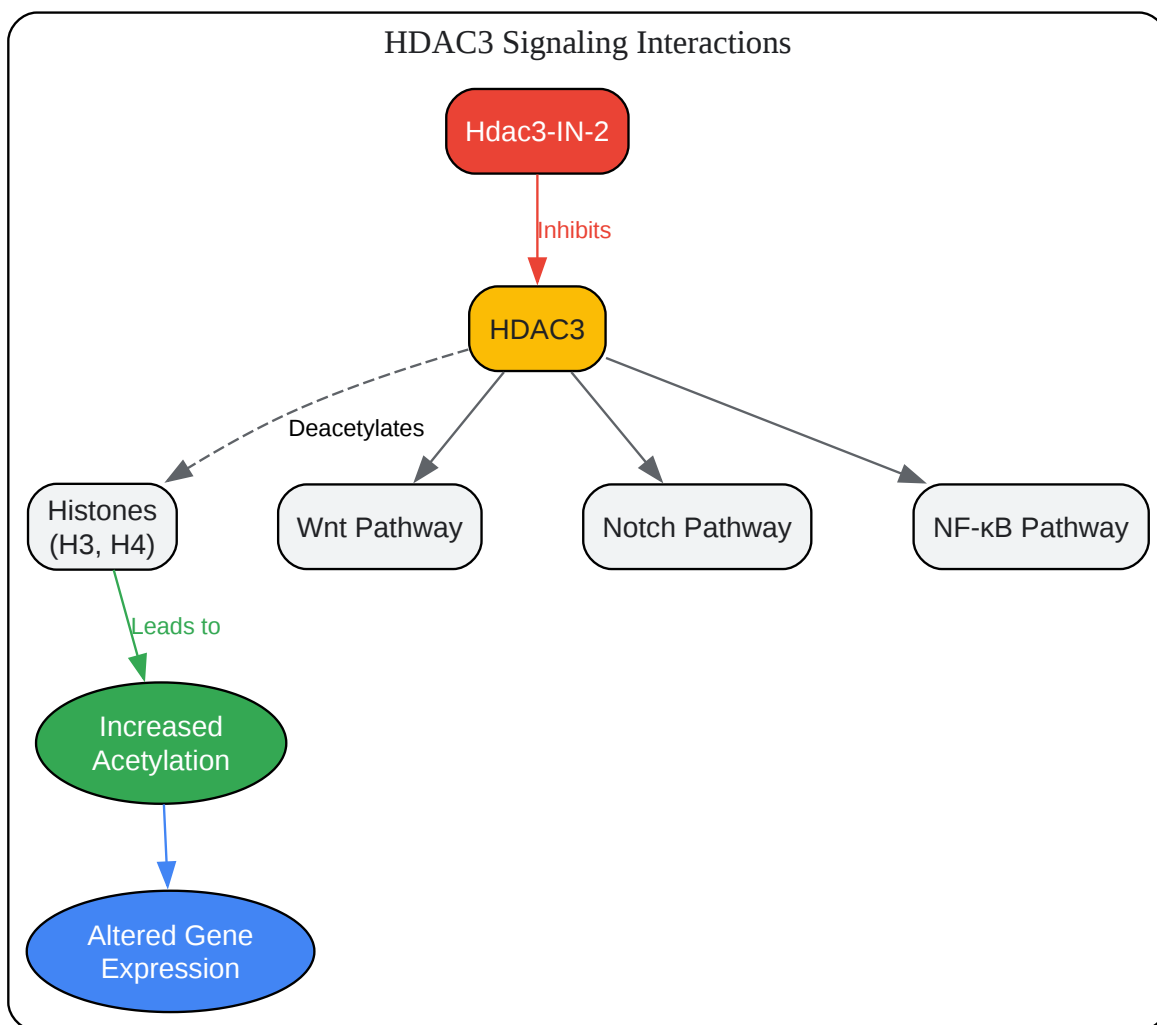 HDAC3 Signaling Interactions
Hdac3-IN-2
Inhibits
HDAC3
Deacetylates
Histones
(H3, H4)
Wnt Pathway
Notch Pathway
NF-κB Pathway
Leads to
Increased
Acetylation
Altered Gene
Expression